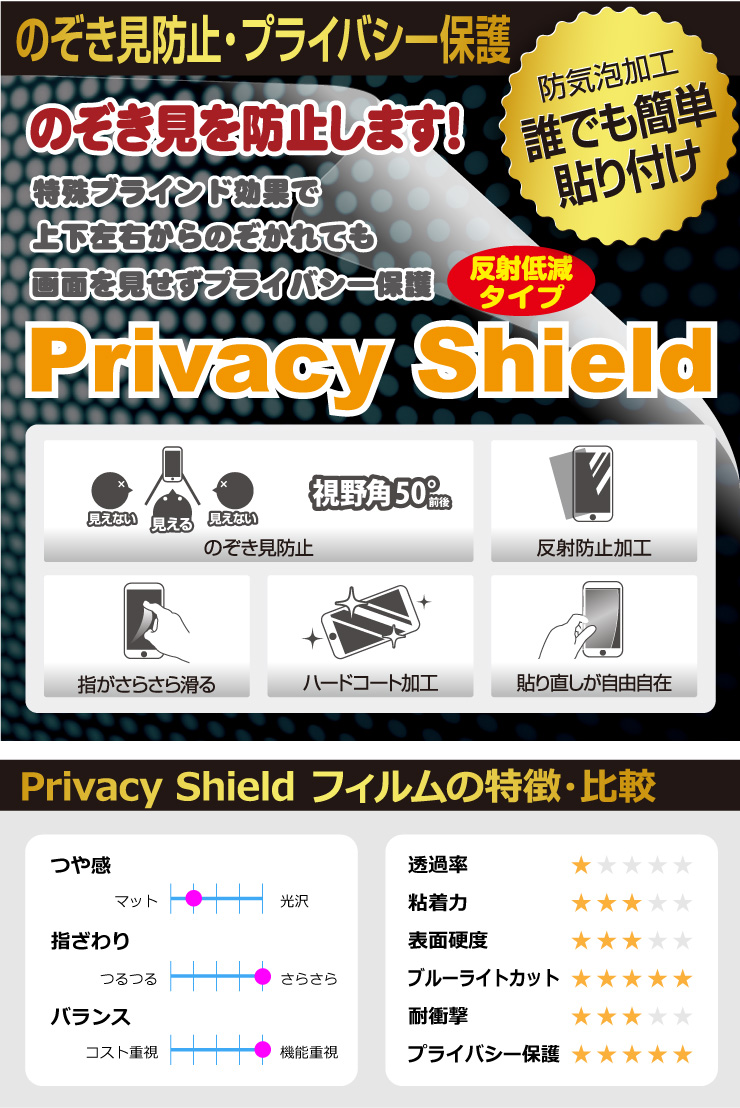 のぞき見防止・プライバシー保護
防気泡加工
誰でも簡単
貼り付け
のぞき見を防止します!
特殊ブラインド効果で
上下左右からのぞかれても
画面を見せずプライバシー保護
反射低減
タイプ
Privacy Shield
見えない
見える
見えない
視野角50°前後
のぞき見防止
反射防止加工
指がさらさら滑る
ハードコート加工
貼り直しが自由自在
Privacy Shield フィルムの特徴・比較
つや感
マット
光沢
指ざわり
つるつる
さらさら
バランス
コスト重視
機能重視
透過率 ★★★★★
粘着力 ★★★★★
表面硬度 ★★★★★
ブルーライトカット ★★★★★
耐衝撃 ★★★★★
プライバシー保護 ★★★★★